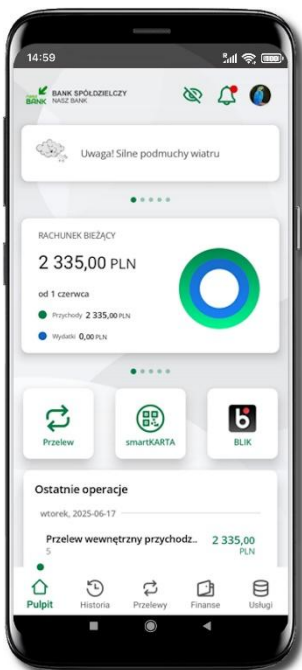 14:59
BANK SPÓŁDZIELCZY
NASZ BANK
BANK
Uwaga! Silne podmuchy wiatru
RACHUNEK BIEŻĄCY
2 335,00 PLN
od 1 czerwca
Przychody 2 335,00 PLN
Wydatki 0,00 PLN
Przelew
smartKARTA
BLIK
Ostatnie operacje
wtorek, 2025-06-17
Przelew wewnętrzny przychodz.. 2 335,00
S PLN
Pulpit
Historia
Przelewy
Finanse
Usługi